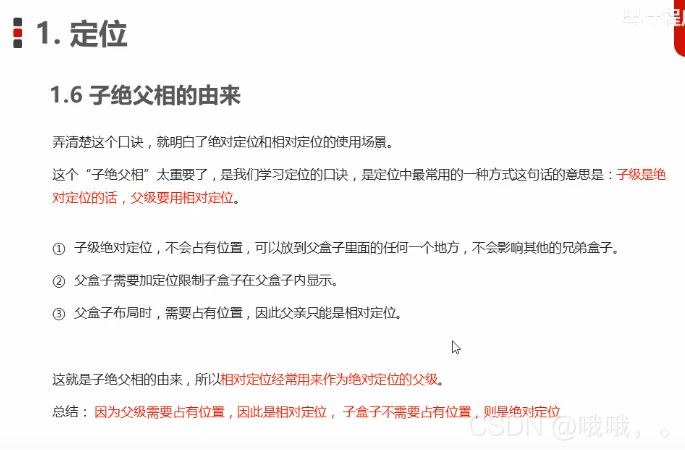 1. 定位
1.6 子绝父相的由来
弄清楚这个口诀，就明白了绝对定位和相对定位的使用场景。
这个“子绝父相”太重要了，是我们学习定位的口诀，是定位中最常用的一种方式这句话的意思是：子级是绝
对定位的话，父级要用相对定位。
① 子级绝对定位，不会占有位置，可以放到父盒子里面的任何一个地方，不会影响其他的兄弟盒子。
② 父盒子需要加定位限制子盒子在父盒子内显示。
③ 父盒子布局时，需要占有位置，因此父亲只能是相对定位。
这就是子绝父相的由来，所以相对定位经常用来作为绝对定位的父级。
总结： 因为父级需要占有位置，因此是相对定位， 子盒子不需要占有位置，则是绝对定位
CSDN @哦哦，。